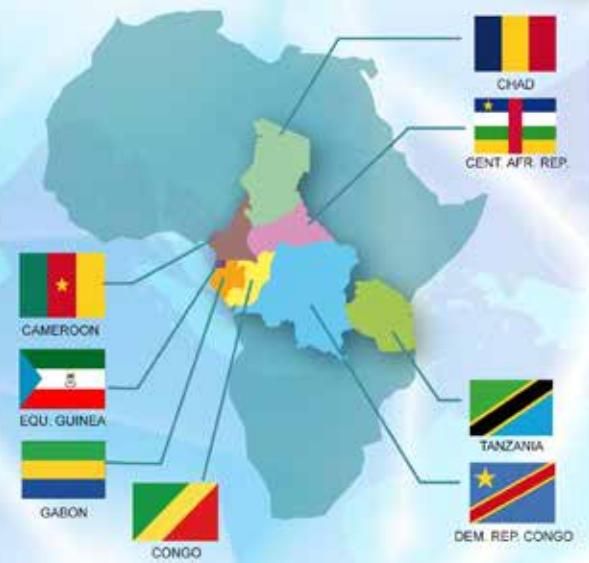 CHAD
CENT. AFR. REP.
CAMEROON
EQU. GUINEA
GABON
CONGO
TANZANIA
DEM. REP. CONGO